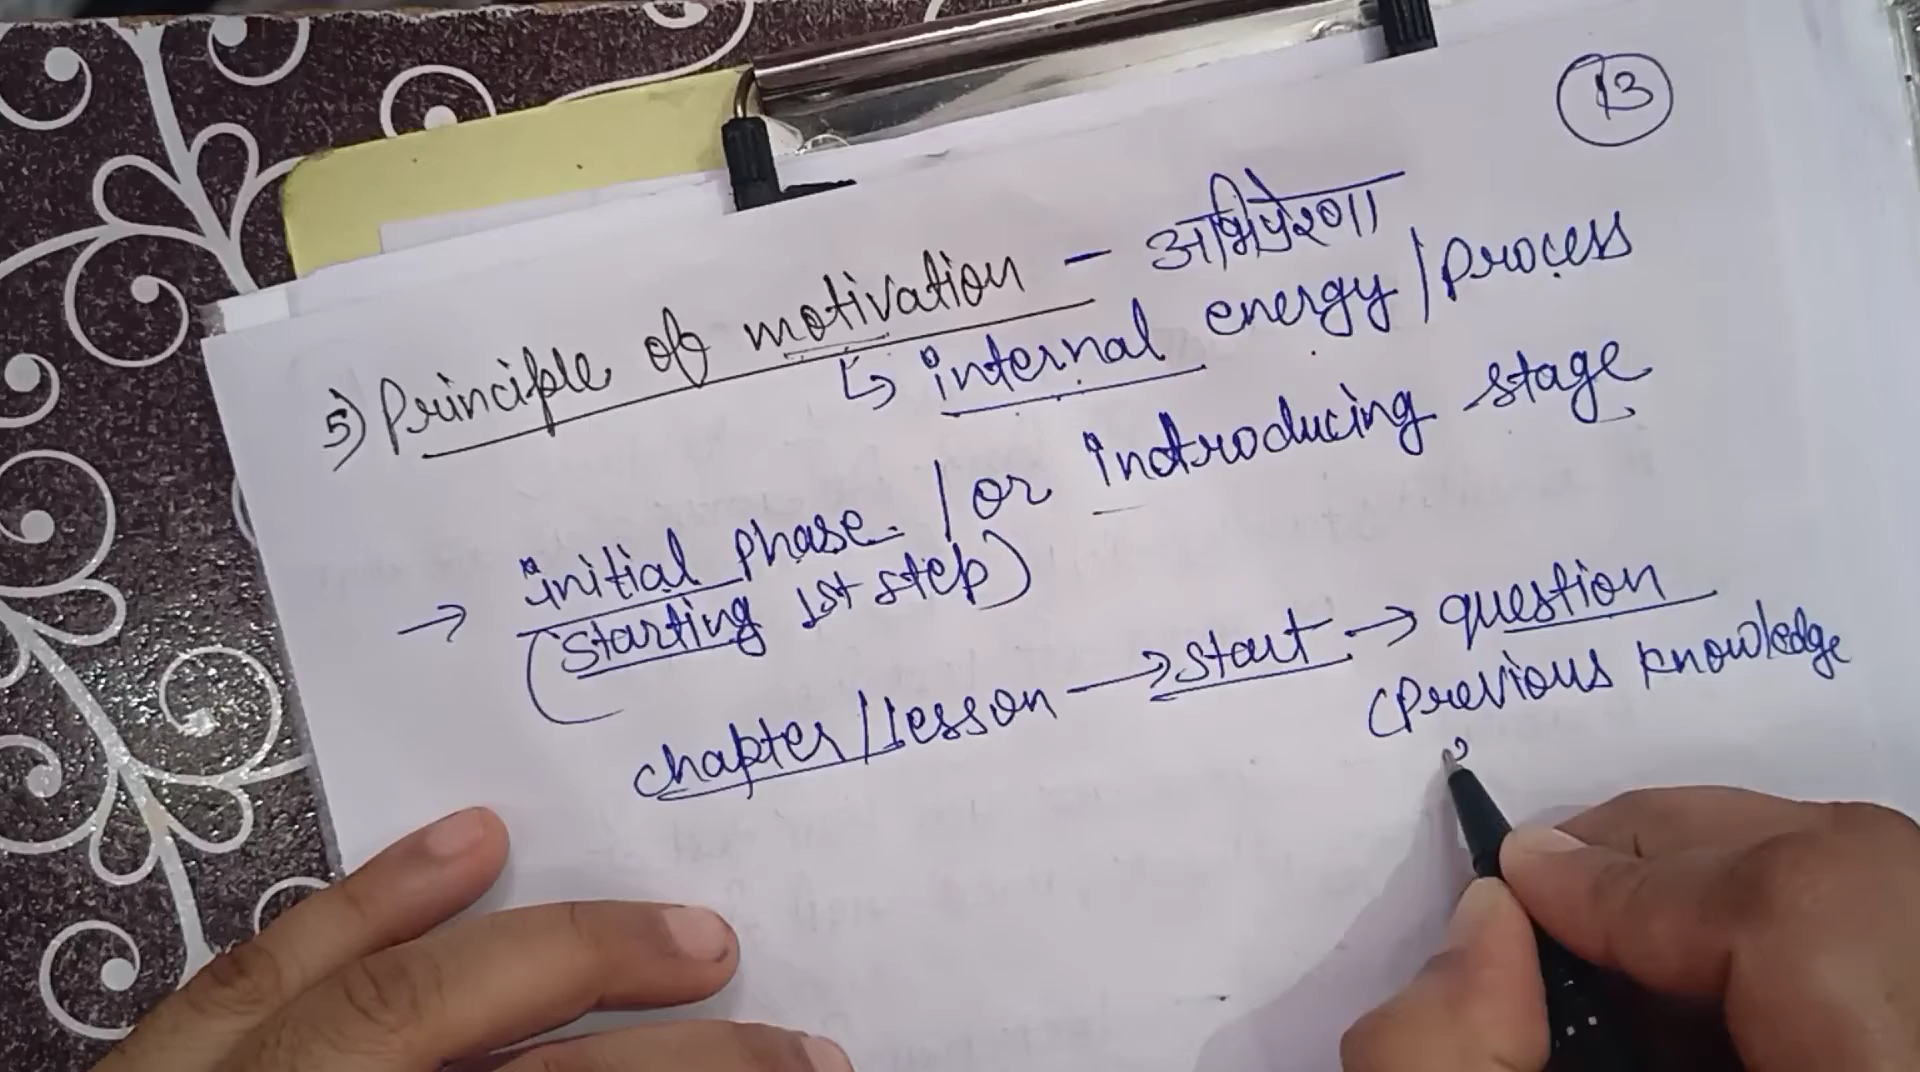 13
5) Principle of motivation - अभिप्रेरणा
↳ internal energy/process
→ initial phase / or introducing stage
(starting 1st step)
chapter/lesson → start → question
(Previous knowledge